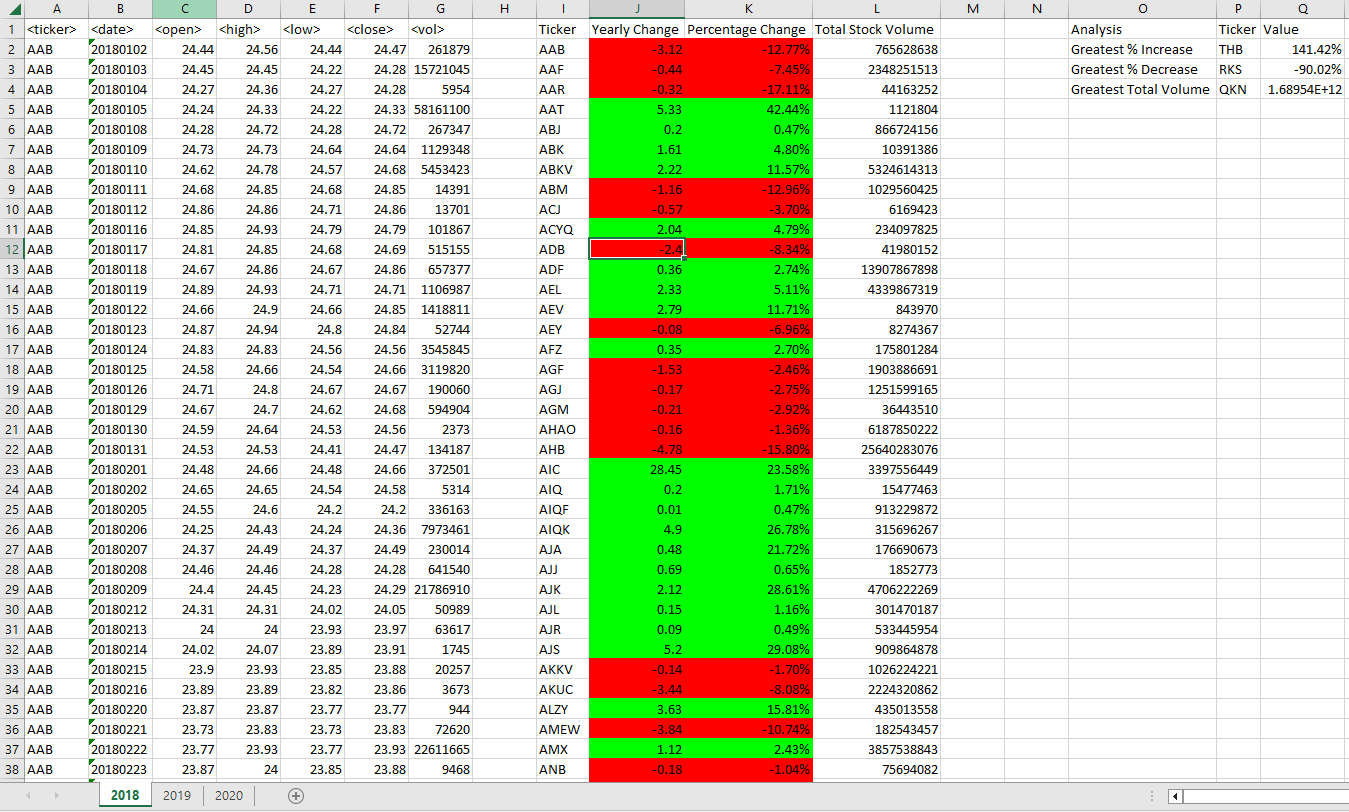 A B C D E F G H I J K L M N O P Q
1 <ticker> <date> <open> <high> <low> <close> <vol> Ticker Yearly Change Percentage Change Total Stock Volume Analysis Ticker Value
2 AAB 20180102 24.44 24.56 24.44 24.47 261879 AAB -3.12 -12.77% 765628638 Greatest % Increase THB 141.42%
3 AAB 20180103 24.45 24.45 24.22 24.28 15721045 AAF -0.44 -7.45% 2348251513 Greatest % Decrease RKS -90.02%
4 AAB 20180104 24.27 24.36 24.27 24.28 5954 AAR -0.32 -17.11% 44163252 Greatest Total Volume QKN 1.68954E+12
5 AAB 20180105 24.24 24.33 24.22 24.33 58161100 AAT 5.33 42.44% 1121804
6 AAB 20180108 24.28 24.72 24.28 24.72 267347 ABJ 0.2 0.47% 866724156
7 AAB 20180109 24.73 24.73 24.64 24.64 1129348 ABK 1.61 4.80% 10391386
8 AAB 20180110 24.62 24.78 24.57 24.68 5453423 ABKV 2.22 11.57% 5324614313
9 AAB 20180111 24.68 24.85 24.68 24.85 14391 ABM -1.16 -12.96% 1029560425
10 AAB 20180112 24.86 24.86 24.71 24.86 13701 ACJ -0.57 -3.70% 6169423
11 AAB 20180116 24.85 24.93 24.79 24.79 101867 ACYQ 2.04 4.79% 234097825
12 AAB 20180117 24.81 24.85 24.68 24.69 515155 ADB -2.4 -8.34% 41980152
13 AAB 20180118 24.67 24.86 24.67 24.86 657377 ADF 0.36 2.74% 13907867898
14 AAB 20180119 24.89 24.93 24.71 24.71 1106987 AEL 2.33 5.11% 4339867319
15 AAB 20180122 24.66 24.9 24.66 24.85 1418811 AEV 2.79 11.71% 843970
16 AAB 20180123 24.87 24.94 24.8 24.84 52744 AEY -0.08 -6.96% 8274367
17 AAB 20180124 24.83 24.83 24.56 24.56 3545845 AFZ 0.35 2.70% 175801284
18 AAB 20180125 24.58 24.66 24.54 24.66 3119820 AGF -1.53 -2.46% 1903886691
19 AAB 20180126 24.71 24.8 24.67 24.67 190060 AGJ -0.17 -2.75% 1251599165
20 AAB 20180129 24.67 24.7 24.62 24.68 594904 AGM -0.21 -2.92% 36443510
21 AAB 20180130 24.59 24.64 24.53 24.56 2373 AHAO -0.16 -1.36% 6187850222
22 AAB 20180131 24.53 24.53 24.41 24.47 134187 AHB -4.78 -15.80% 25640283076
23 AAB 20180201 24.48 24.66 24.48 24.66 372501 AIC 28.45 23.58% 3397556449
24 AAB 20180202 24.65 24.65 24.54 24.58 5314 AIQ 0.2 1.71% 15477463
25 AAB 20180205 24.55 24.6 24.2 24.2 336163 AIQF 0.01 0.47% 913229872
26 AAB 20180206 24.25 24.43 24.24 24.36 7973461 AIQK 4.9 26.78% 315696267
27 AAB 20180207 24.37 24.49 24.37 24.49 230014 AJA 0.48 21.72% 176690673
28 AAB 20180208 24.46 24.46 24.28 24.28 641540 AJJ 0.69 0.65% 1852773
29 AAB 20180209 24.4 24.45 24.23 24.29 21786910 AJK 2.12 28.61% 4706222269
30 AAB 20180212 24.31 24.31 24.02 24.05 50989 AJL 0.15 1.16% 301470187
31 AAB 20180213 24 24 23.93 23.97 63617 AJR 0.09 0.49% 533445954
32 AAB 20180214 24.02 24.07 23.89 23.91 1745 AJS 5.2 29.08% 909864878
33 AAB 20180215 23.9 23.93 23.85 23.88 20257 AKKV -0.14 -1.70% 1026224221
34 AAB 20180216 23.89 23.89 23.82 23.86 3673 AKUC -3.44 -8.08% 2224320862
35 AAB 20180220 23.87 23.87 23.77 23.77 944 ALZY 3.63 15.81% 435013558
36 AAB 20180221 23.73 23.83 23.73 23.83 72620 AMEW -3.84 -10.74% 182543457
37 AAB 20180222 23.77 23.93 23.77 23.93 22611665 AMX 1.12 2.43% 3857538843
38 AAB 20180223 23.87 24 23.85 23.88 9468 ANB -0.18 -1.04% 75694082
2018 2019 2020